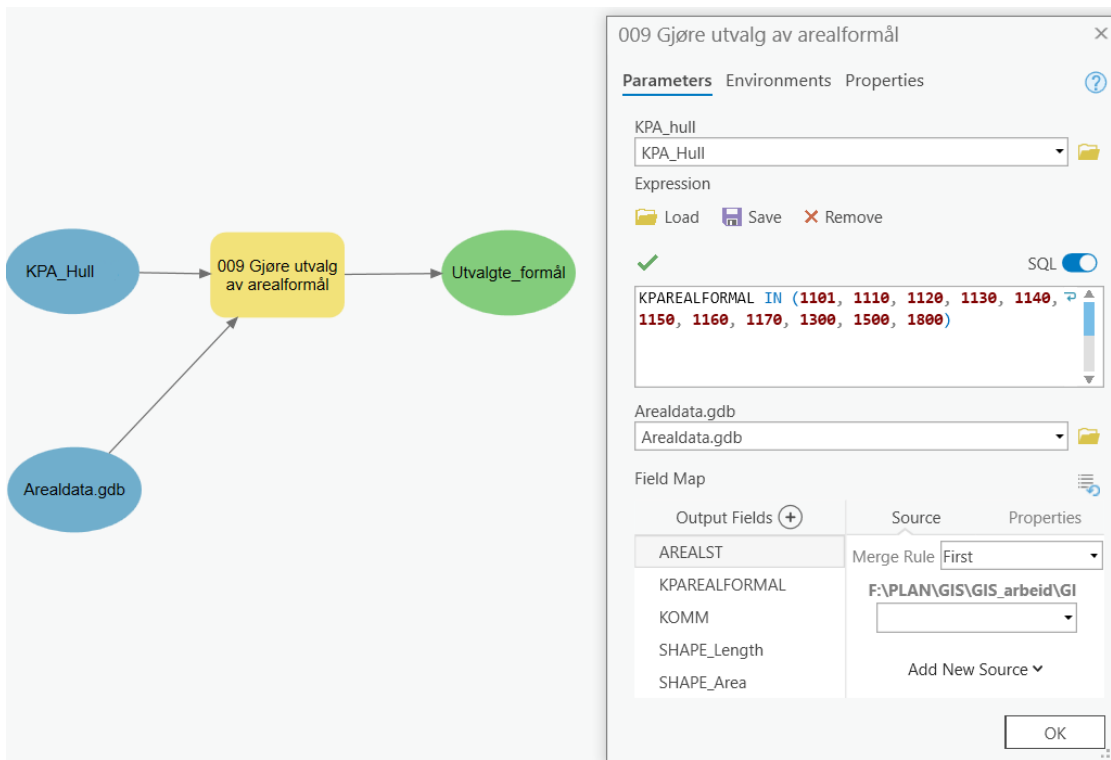 KPA_Hull
009 Gjøre utvalg
av arealformål
Utvalgte_formål
Arealdata.gdb
009 Gjøre utvalg av arealformål
Parameters Environments Properties
KPA_hull
KPA_Hull
Expression
Load Save Remove
SQL
KPAREALFORMAL IN (1101, 1110, 1120, 1130, 1140,
1150, 1160, 1170, 1300, 1500, 1800)
Arealdata.gdb
Arealdata.gdb
Field Map
Output Fields Source Properties
AREALST
Merge Rule First
KPAREALFORMAL
F:\PLAN\GIS\GIS_arbeid\GI
KOMM
SHAPE_Length
Add New Source
SHAPE_Area
OK